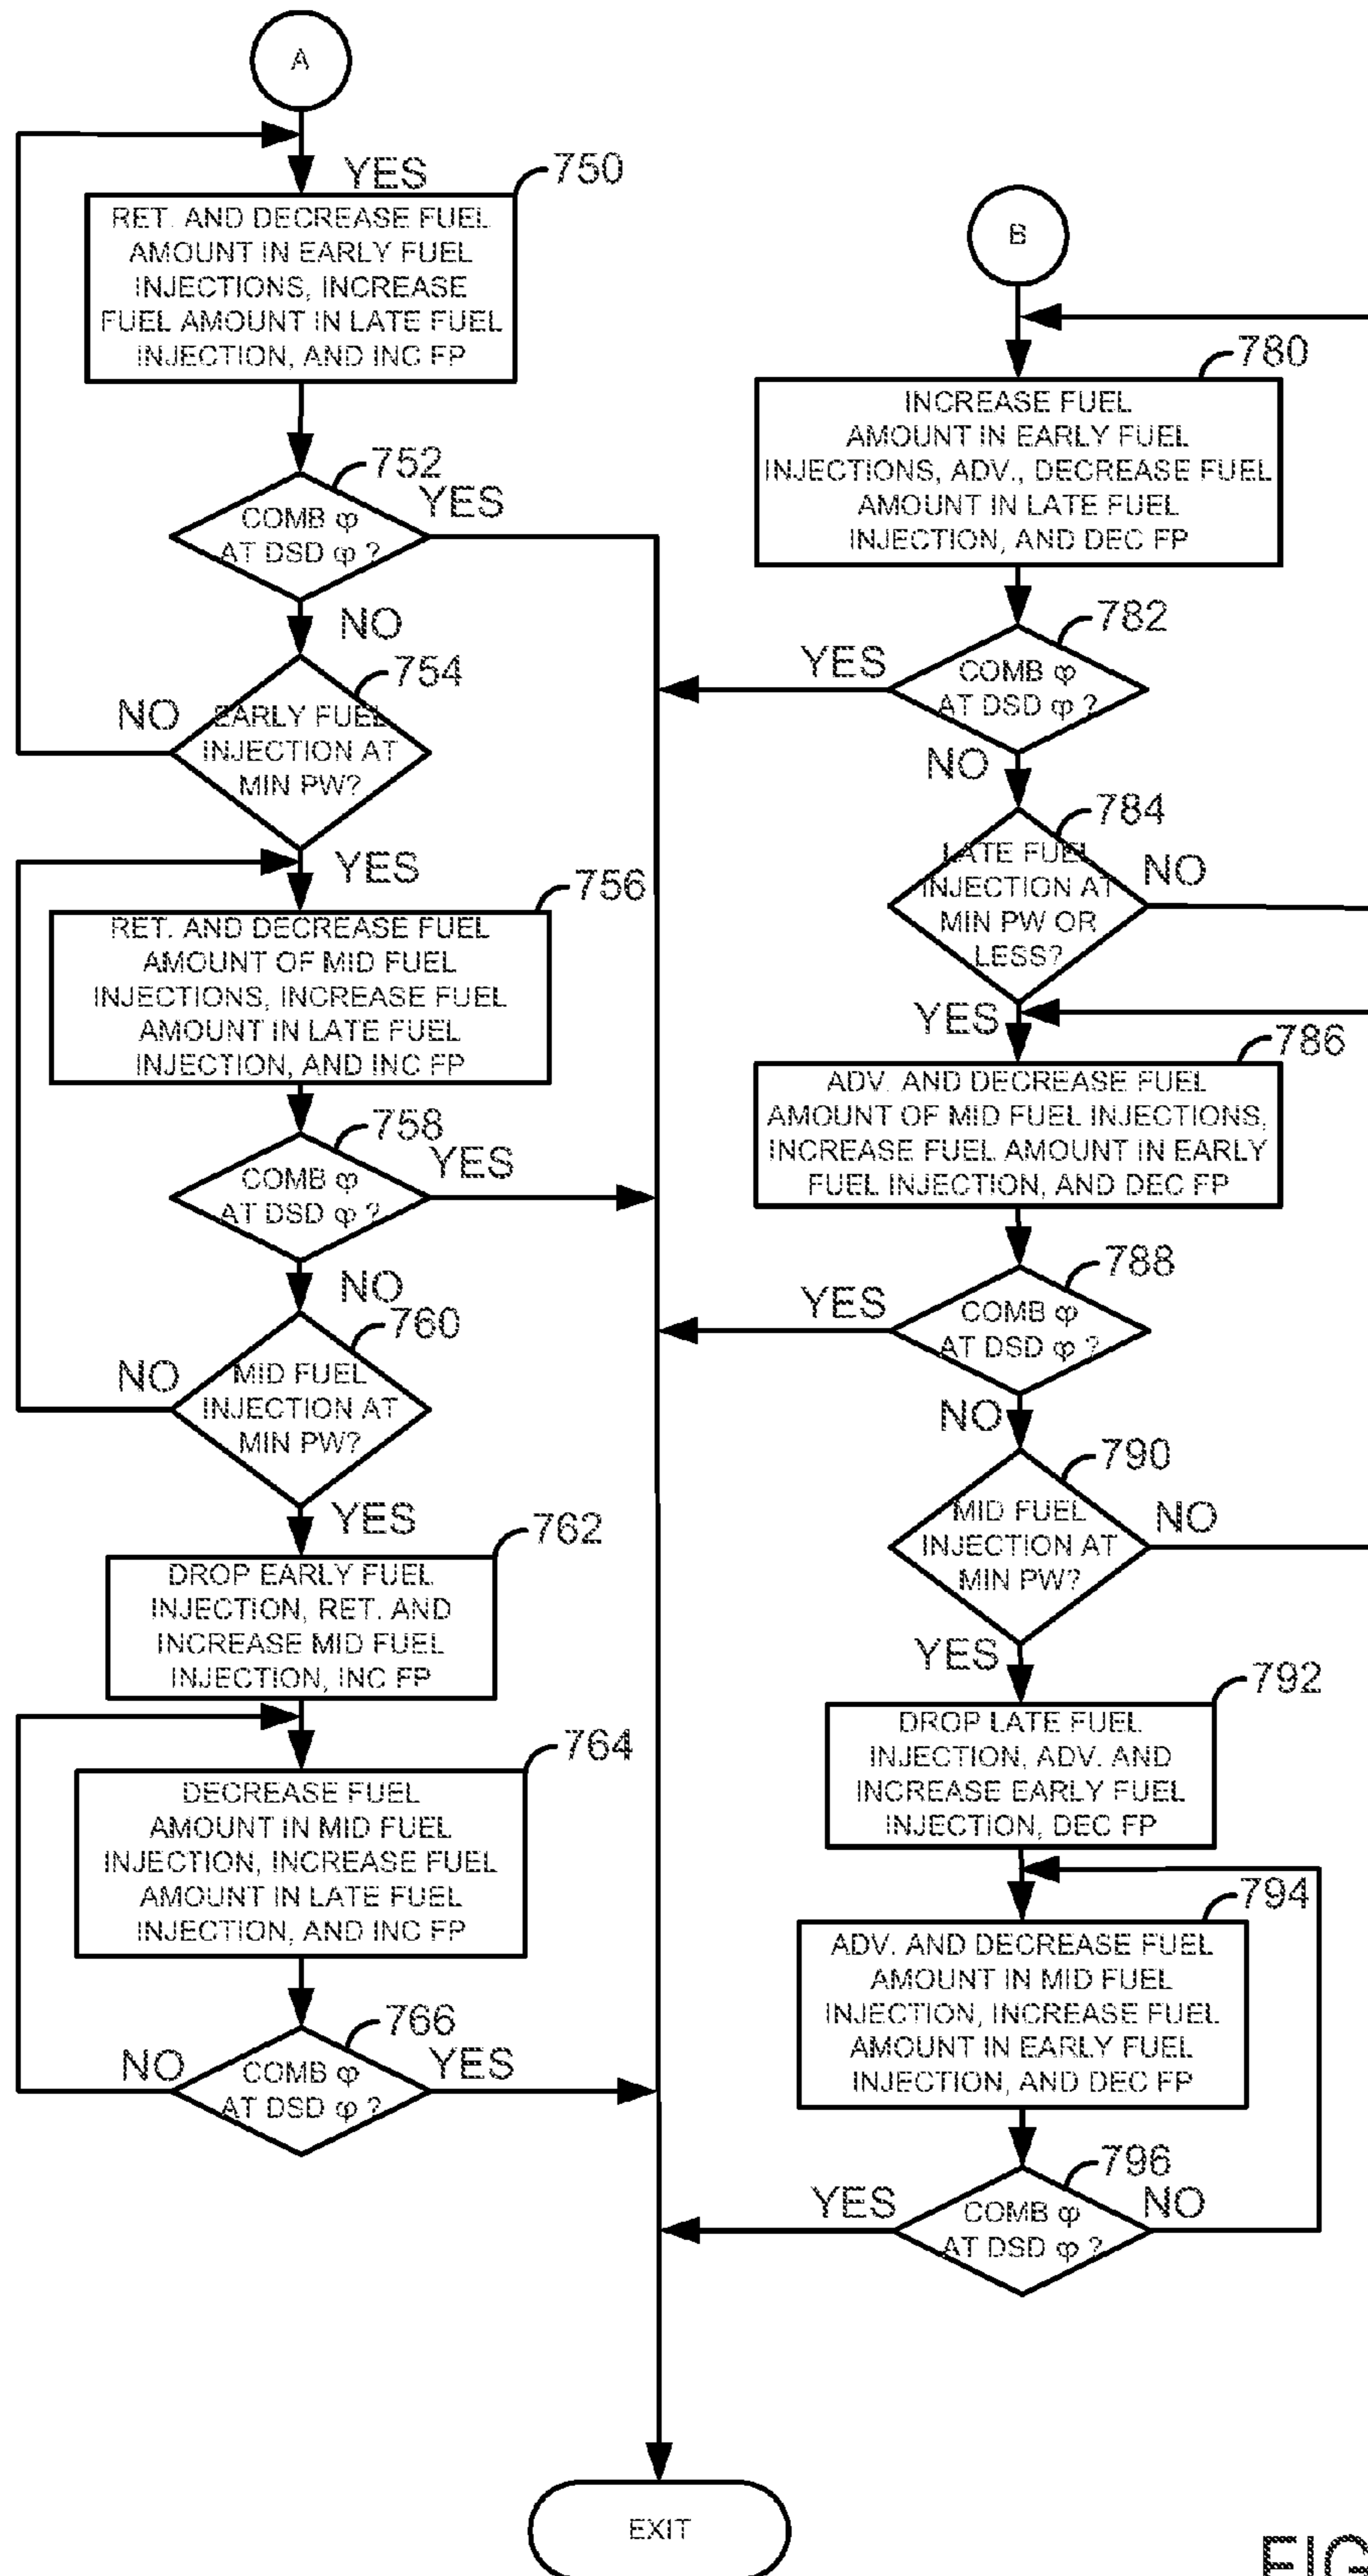 A
YES
750
RET. AND DECREASE FUEL
AMOUNT IN EARLY FUEL
INJECTIONS, INCREASE
FUEL AMOUNT IN LATE FUEL
INJECTION, AND INC FP
752
YES
COMB φ
AT DSD φ ?
NO
754
NO
EARLY FUEL
INJECTION AT
MIN PW?
YES
756
RET. AND DECREASE FUEL
AMOUNT OF MID FUEL
INJECTIONS, INCREASE FUEL
AMOUNT IN LATE FUEL
INJECTION, AND INC FP
758
YES
COMB φ
AT DSD φ ?
NO
760
NO
MID FUEL
INJECTION AT
MIN PW?
YES
762
DROP EARLY FUEL
INJECTION, RET. AND
INCREASE MID FUEL
INJECTION, INC FP
764
DECREASE FUEL
AMOUNT IN MID FUEL
INJECTION, INCREASE FUEL
AMOUNT IN LATE FUEL
INJECTION, AND INC FP
766
NO
YES
COMB φ
AT DSD φ ?
B
780
INCREASE FUEL
AMOUNT IN EARLY FUEL
INJECTIONS, ADV., DECREASE FUEL
AMOUNT IN LATE FUEL
INJECTION, AND DEC FP
782
YES
COMB φ
AT DSD φ ?
NO
784
NO
LATE FUEL
INJECTION AT
MIN PW OR
LESS?
YES
786
ADV. AND DECREASE FUEL
AMOUNT OF MID FUEL INJECTIONS,
INCREASE FUEL AMOUNT IN EARLY
FUEL INJECTION, AND DEC FP
788
YES
COMB φ
AT DSD φ ?
NO
790
NO
MID FUEL
INJECTION AT
MIN PW?
YES
792
DROP LATE FUEL
INJECTION, ADV. AND
INCREASE EARLY FUEL
INJECTION, DEC FP
794
ADV. AND DECREASE FUEL
AMOUNT IN MID FUEL
INJECTION, INCREASE FUEL
AMOUNT IN EARLY FUEL
INJECTION, AND DEC FP
796
YES
NO
COMB φ
AT DSD φ ?
EXIT
FIG